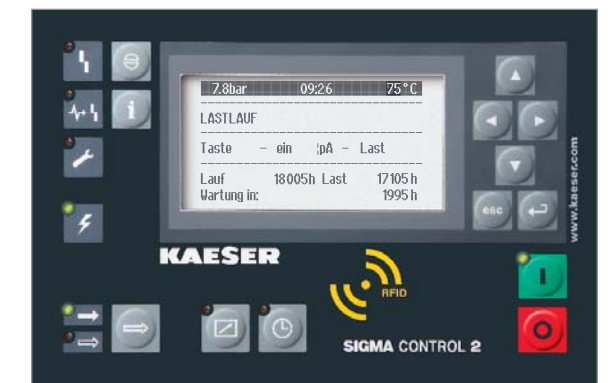 7.8bar 09:26 75°C
LASTLAUF
Taste – ein ¦pA – Last
Lauf 18005h Last 17105h
Wartung in: 1995h
esc
www.kaeser.com
KAESER
RFID
SIGMA CONTROL 2